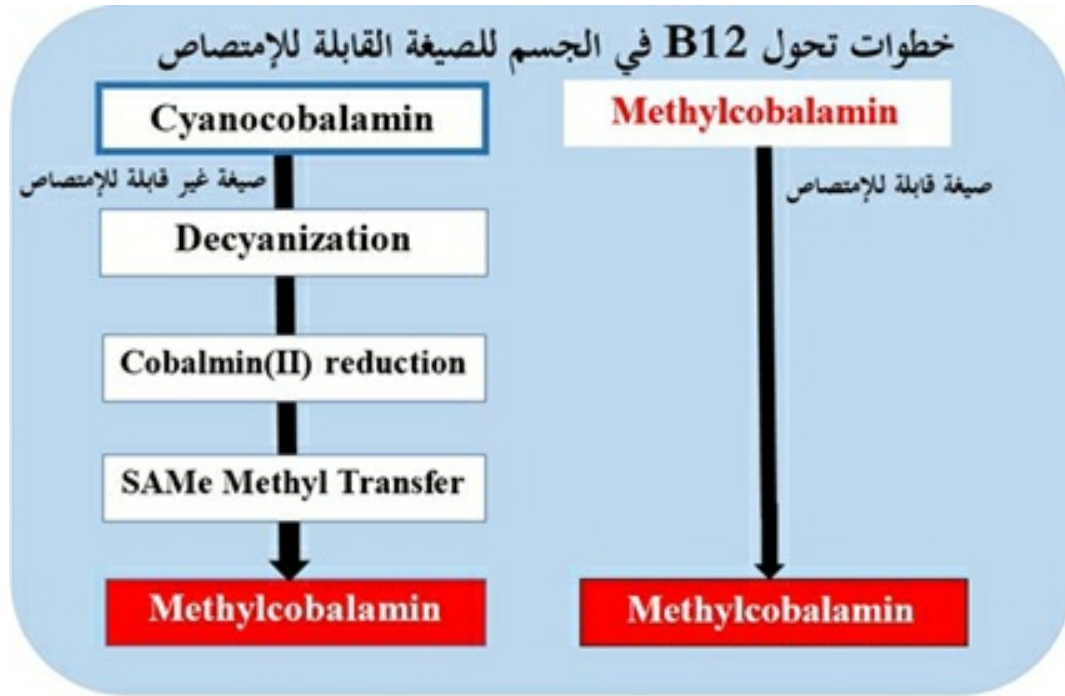 خطوات تحول B12 في الجسم للصيغة القابلة للإمتصاص
Cyanocobalamin
صيغة غير قابلة للإمتصاص
Decyanization
Cobalmin(II) reduction
SAMe Methyl Transfer
Methylcobalamin
Methylcobalamin
صيغة قابلة للإمتصاص
Methylcobalamin